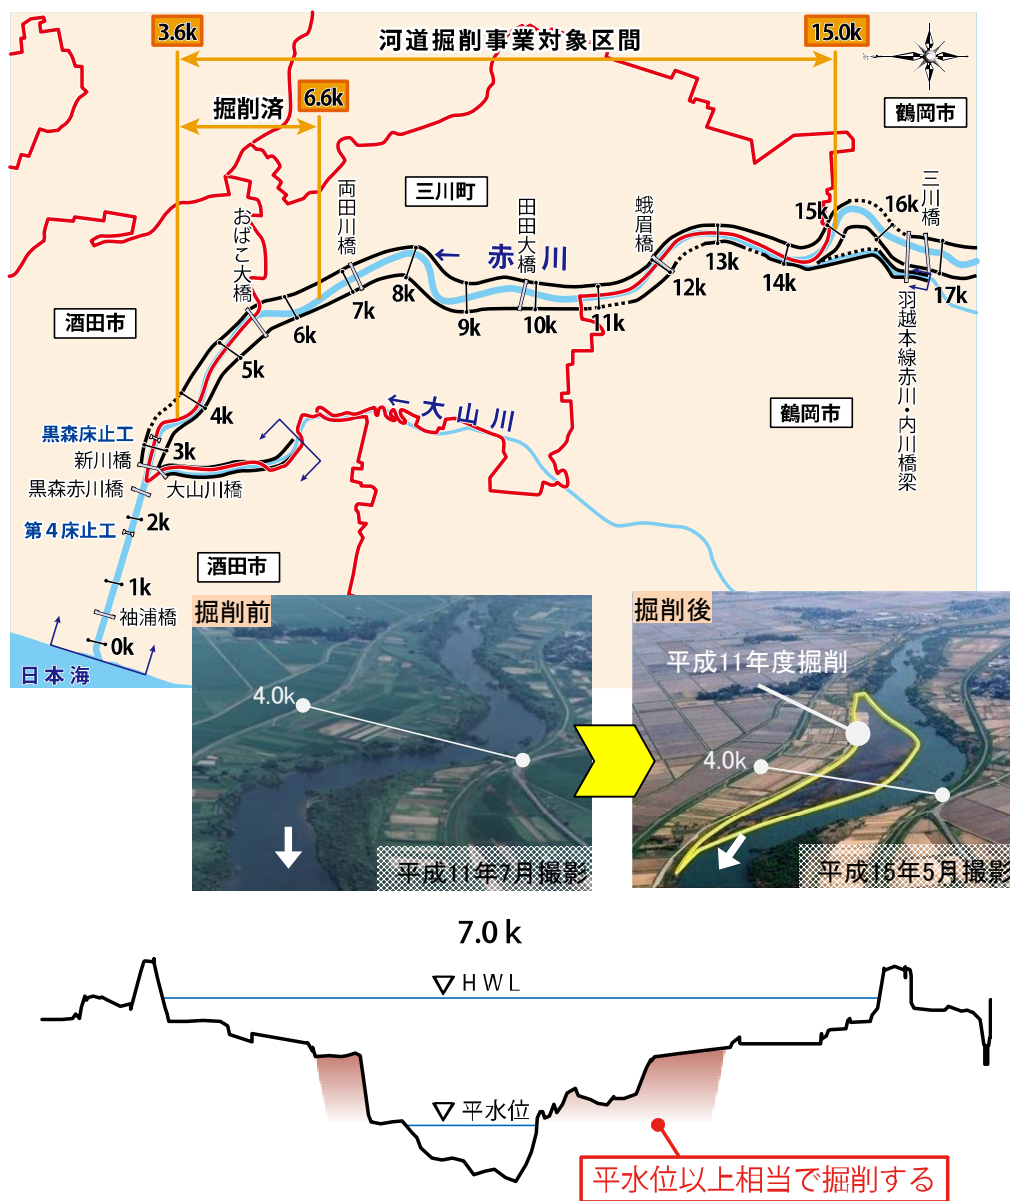 3.6k
河道掘削事業対象区間
15.0k
掘削済
6.6k
鶴岡市
三川町
両田川橋
おばこ大橋
田田大橋
蛾眉橋
三川橋
15k
16k
赤川
13k
14k
12k
17k
8k
7k
9k
10k
11k
6k
酒田市
5k
羽越本線赤川・内川橋梁
4k
大山川
鶴岡市
黒森床止工
3k
新川橋
黒森赤川橋
大山川橋
2k
第4床止工
酒田市
1k
袖浦橋
0k
日本海
掘削前
4.0k
平成11年7月撮影
掘削後
平成11年度掘削
4.0k
平成15年5月撮影
7.0 k
HWL
平水位
平水位以上相当で掘削する